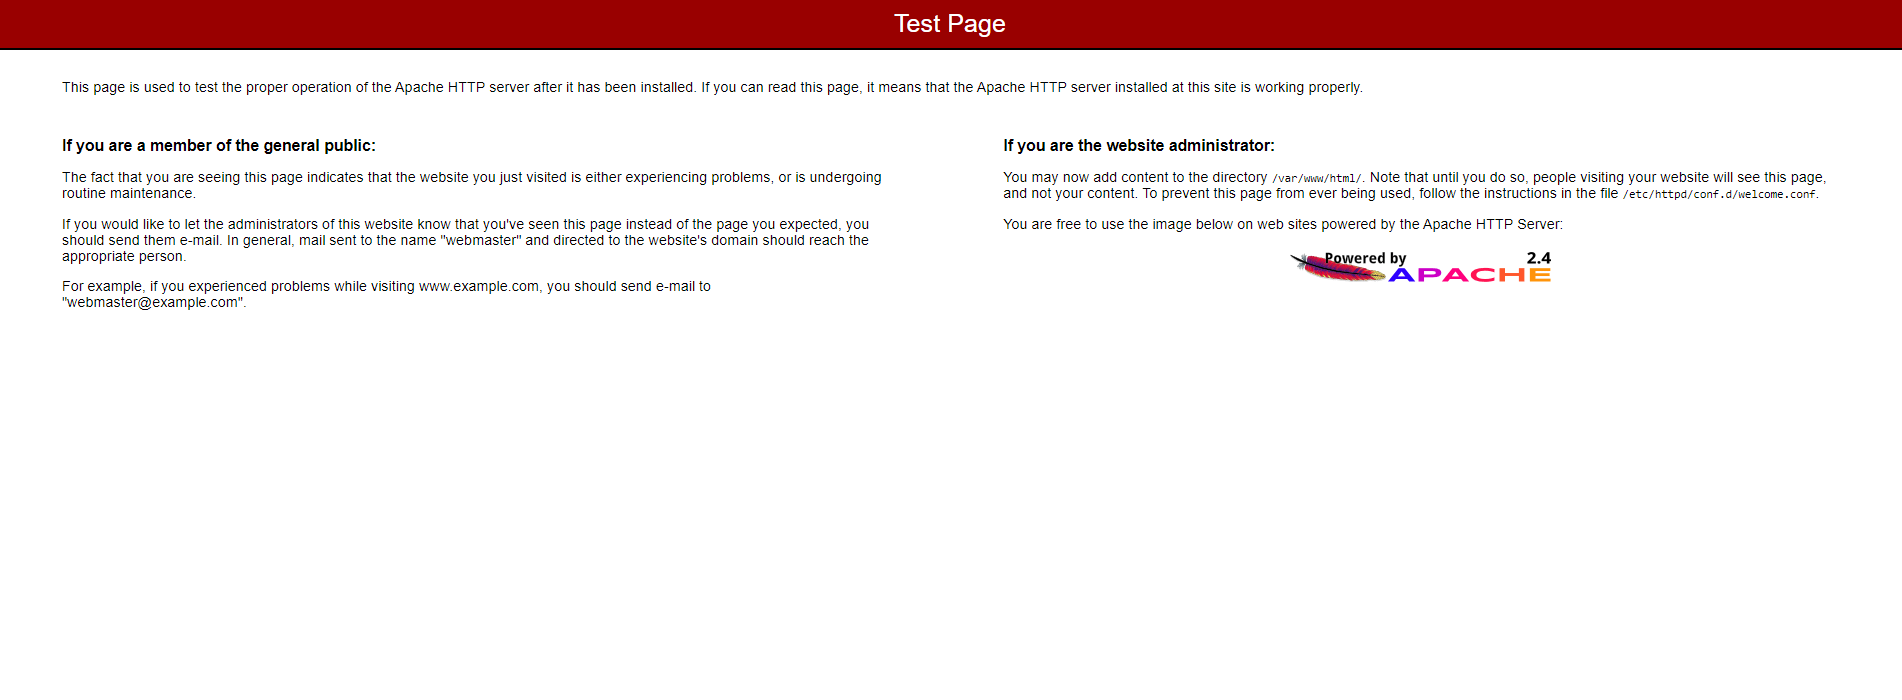 Test Page
This page is used to test the proper operation of the Apache HTTP server after it has been installed. If you can read this page, it means that the Apache HTTP server installed at this site is working properly.
If you are a member of the general public:
The fact that you are seeing this page indicates that the website you just visited is either experiencing problems, or is undergoing
routine maintenance.
If you would like to let the administrators of this website know that you've seen this page instead of the page you expected, you
should send them e-mail. In general, mail sent to the name "webmaster" and directed to the website's domain should reach the
appropriate person.
For example, if you experienced problems while visiting www.example.com, you should send e-mail to
"webmaster@example.com".
If you are the website administrator:
You may now add content to the directory /var/www/html/. Note that until you do so, people visiting your website will see this page,
and not your content. To prevent this page from ever being used, follow the instructions in the file /etc/httpd/conf.d/welcome.conf.
You are free to use the image below on web sites powered by the Apache HTTP Server:
Powered by 2.4
APACHE